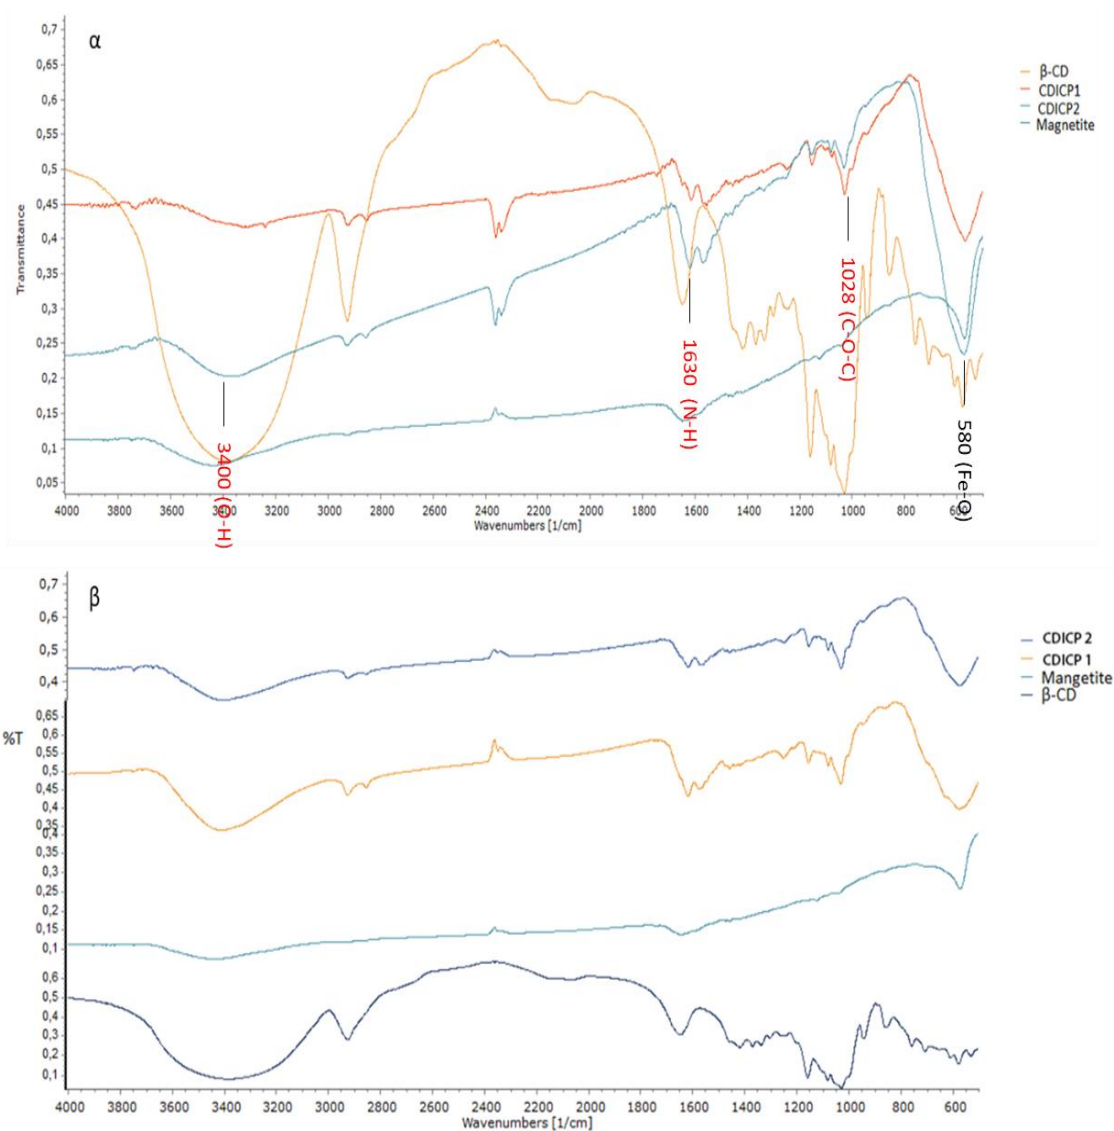 α
0,7
0,65
0,6
0,55
0,5
0,45
0,4
0,35
0,3
0,25
0,2
0,15
0,1
0,05
Transmittance
β-CD
CDICP1
CDICP2
Magnetite
3400 (O-H)
1630 (N-H)
1028 (C-O-C)
580 (Fe-O)
4000 3800 3600 3400 3200 3000 2800 2600 2400 2200 2000 1800 1600 1400 1200 1000 800 600
Wavenumbers [1/cm]
β
0,7
0,6
0,5
0,4
0,65
0,6
0,55
0,5
0,45
0,4
0,35
0,4
0,35
0,3
0,25
0,2
0,15
0,1
0,6
0,5
0,4
0,3
0,2
0,1
%T
CDICP 2
CDICP 1
Mangetite
β-CD
4000 3800 3600 3400 3200 3000 2800 2600 2400 2200 2000 1800 1600 1400 1200 1000 800 600
Wavenumbers [1/cm]